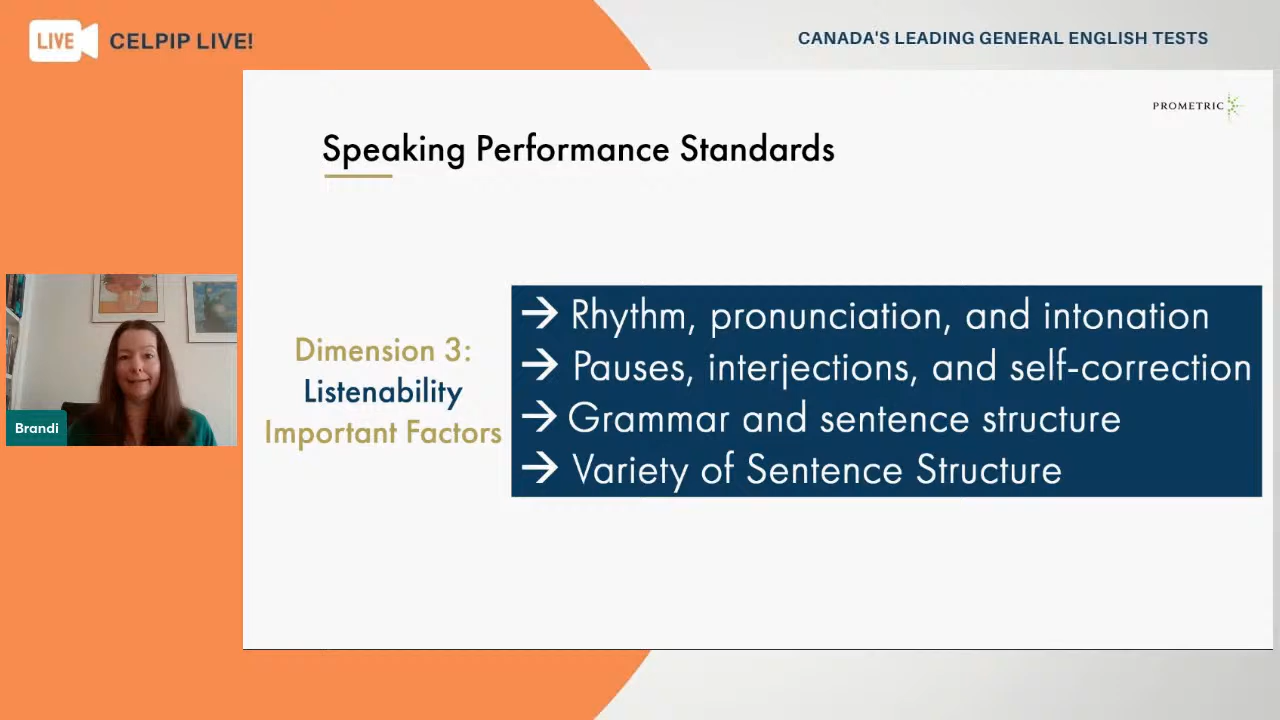 LIVE CELPIP LIVE!
CANADA'S LEADING GENERAL ENGLISH TESTS
PROMETRIC
Speaking Performance Standards
Dimension 3:
Listenability
Important Factors
→ Rhythm, pronunciation, and intonation
→ Pauses, interjections, and self-correction
→ Grammar and sentence structure
→ Variety of Sentence Structure
Brandi